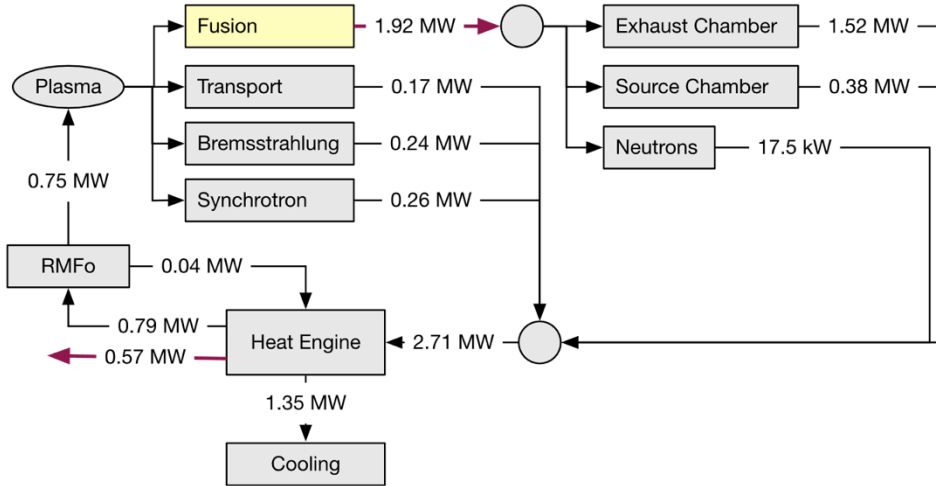 Fusion
1.92 MW
Exhaust Chamber
1.52 MW
Plasma
Transport
0.17 MW
Source Chamber
0.38 MW
Bremsstrahlung
0.24 MW
Neutrons
17.5 kW
0.75 MW
Synchrotron
0.26 MW
RMFo
0.04 MW
0.79 MW
Heat Engine
2.71 MW
0.57 MW
1.35 MW
Cooling